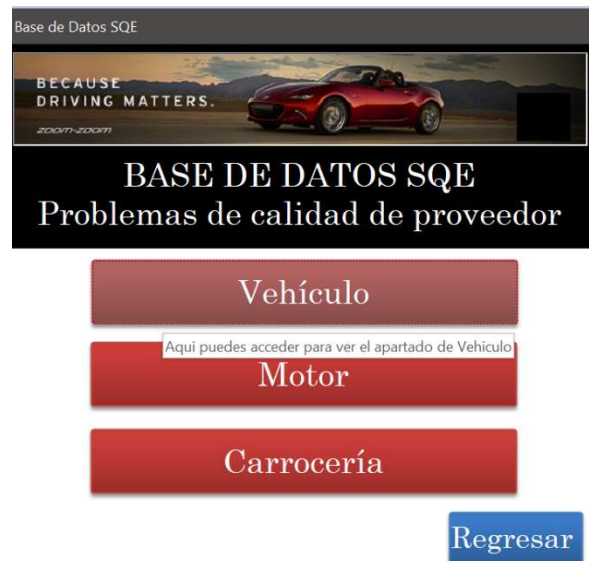 Base de Datos SQE
BECAUSE
DRIVING MATTERS.
zoom-zoom
BASE DE DATOS SQE
Problemas de calidad de proveedor
Vehículo
Aqui puedes acceder para ver el apartado de Vehiculo
Motor
Carrocería
Regresar